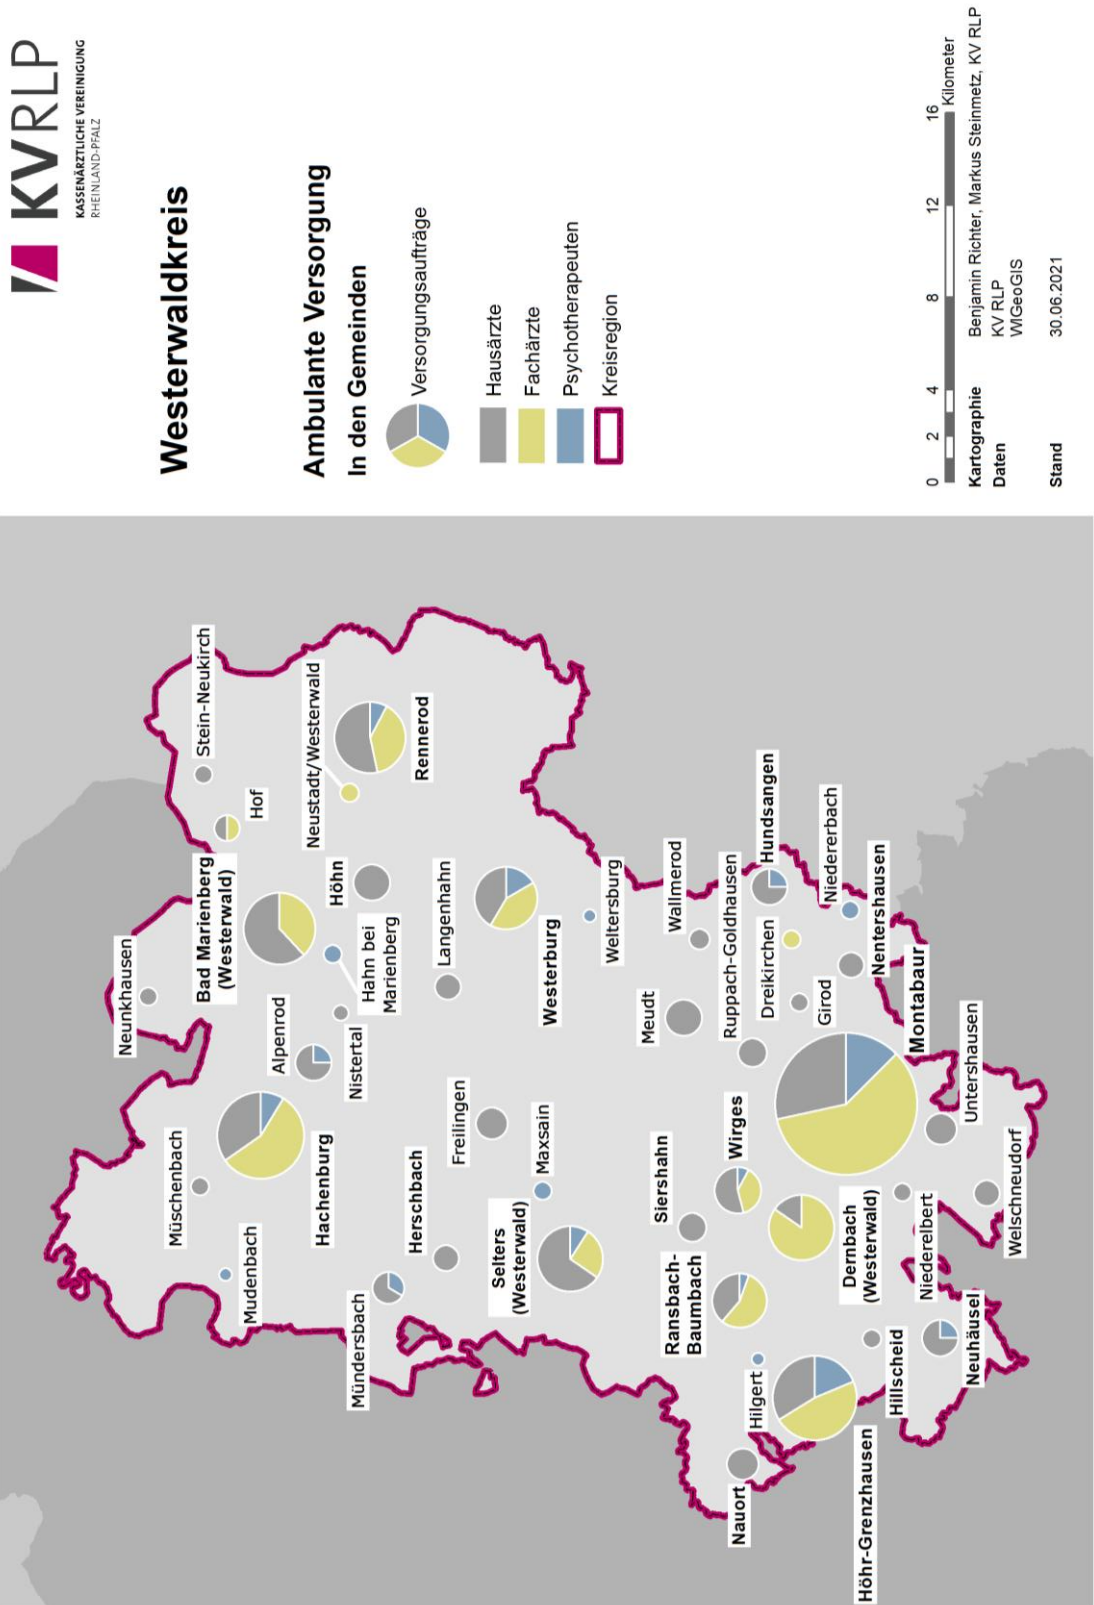 KVRLP
KASSENÄRZTLICHE VEREINIGUNG
RHEINLAND-PFALZ
Westerwaldkreis
Ambulante Versorgung
In den Gemeinden
Versorgungsaufträge
Hausärzte
Fachärzte
Psychotherapeuten
Kreisregion
0 2 4 8 12 16
Kilometer
Kartographie Benjamin Richter, Markus Steinmetz, KV RLP
Daten KV RLP
WIGeoGIS
Stand 30.06.2021
Neunkhausen
Stein-Neukirch
Hof
Bad Marienberg
(Westerwald)
Neustadt/Westerwald
Rennerod
Höhn
Hahn bei
Marienberg
Alpenrod
Nistertal
Müschenbach
Hachenburg
Mudenbach
Mündersbach
Herschbach
Freilingen
Langenhahn
Westerburg
Weltersburg
Maxsain
Selters
(Westerwald)
Meudt
Wallmerod
Ruppach-Goldhausen
Hundsangen
Dreikirchen
Niedererbach
Girod
Nentershausen
Siershahn
Wirges
Ransbach-
Baumbach
Montabaur
Dernbach
(Westerwald)
Untershausen
Niederelbert
Welschneudorf
Hilgert
Hillscheid
Neuhäusel
Nauort
Höhr-Grenzhausen